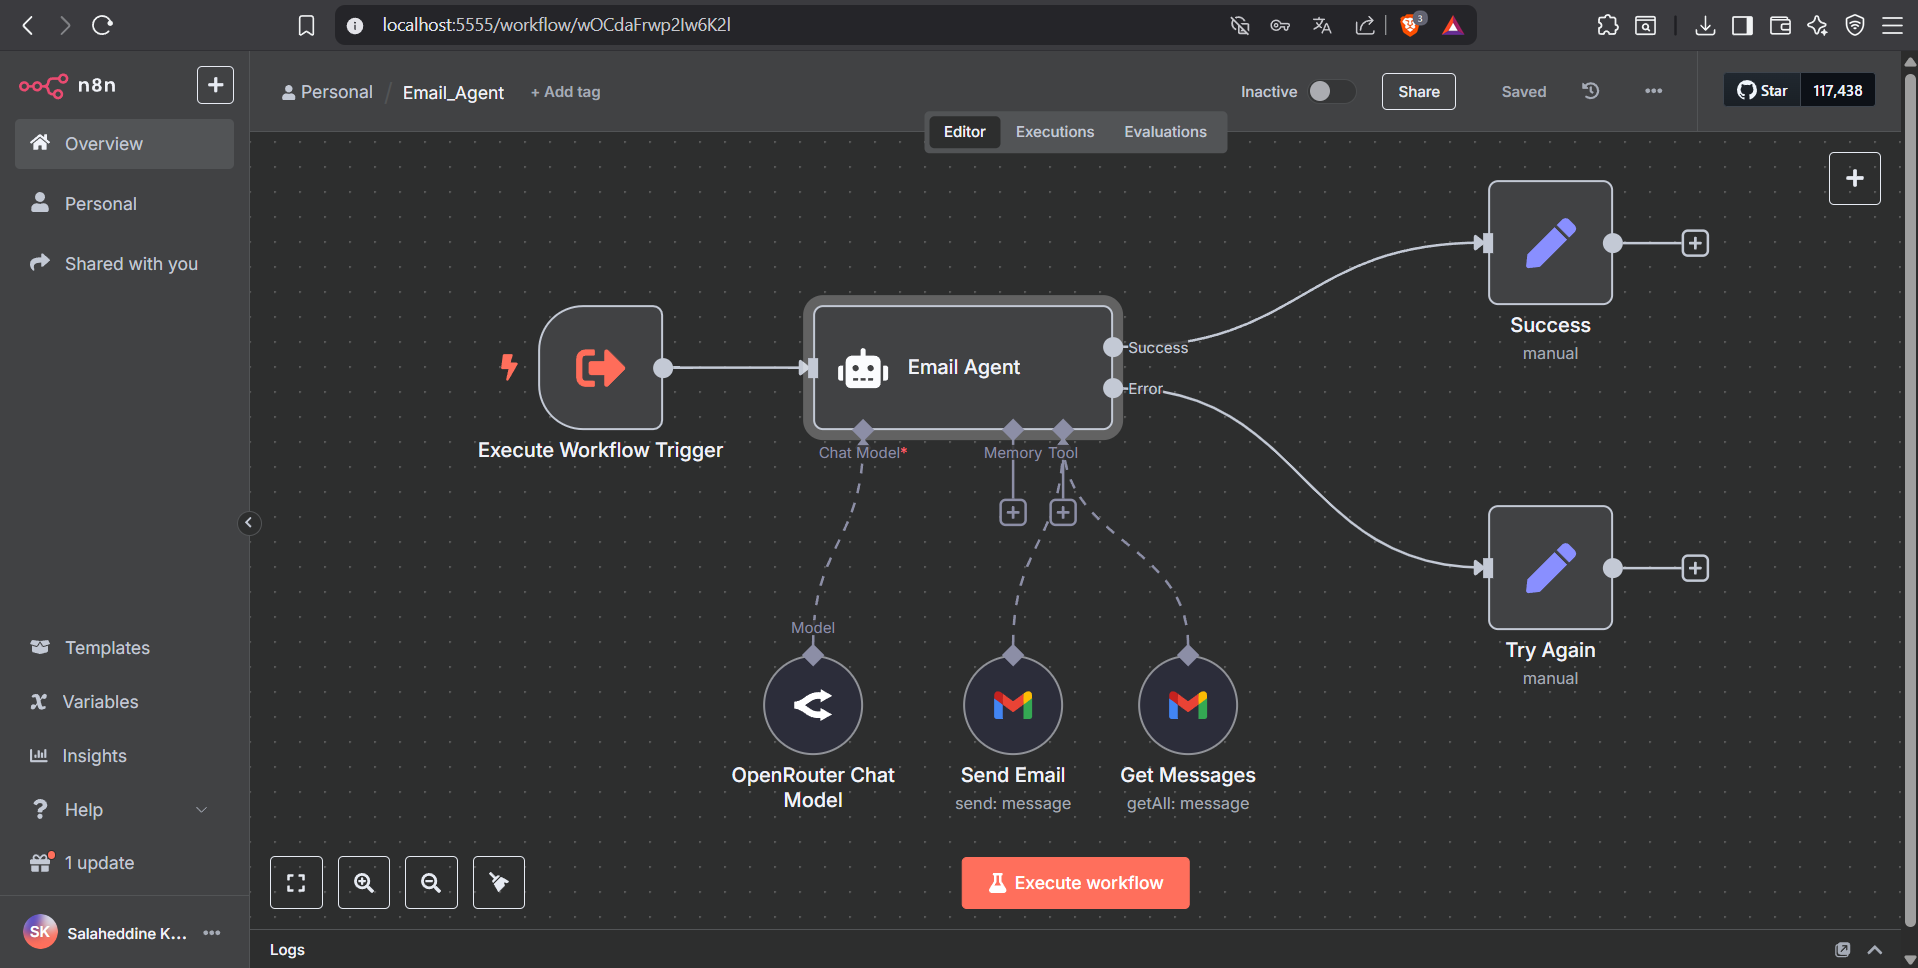 localhost:5555/workflow/wOCdaFrwp2Iw6K2l
3
n8n
Personal / Email_Agent + Add tag
Inactive
Share
Saved
Star 117,438
Editor Executions Evaluations
Overview
Personal
Shared with you
Execute Workflow Trigger
Email Agent
Success
Error
Chat Model*
Memory
Tool
Success
manual
Try Again
manual
Model
OpenRouter Chat
Model
Send Email
send: message
Get Messages
getAll: message
Templates
Variables
Insights
Help
1 update
SK
Salaheddine K...
Execute workflow
Logs